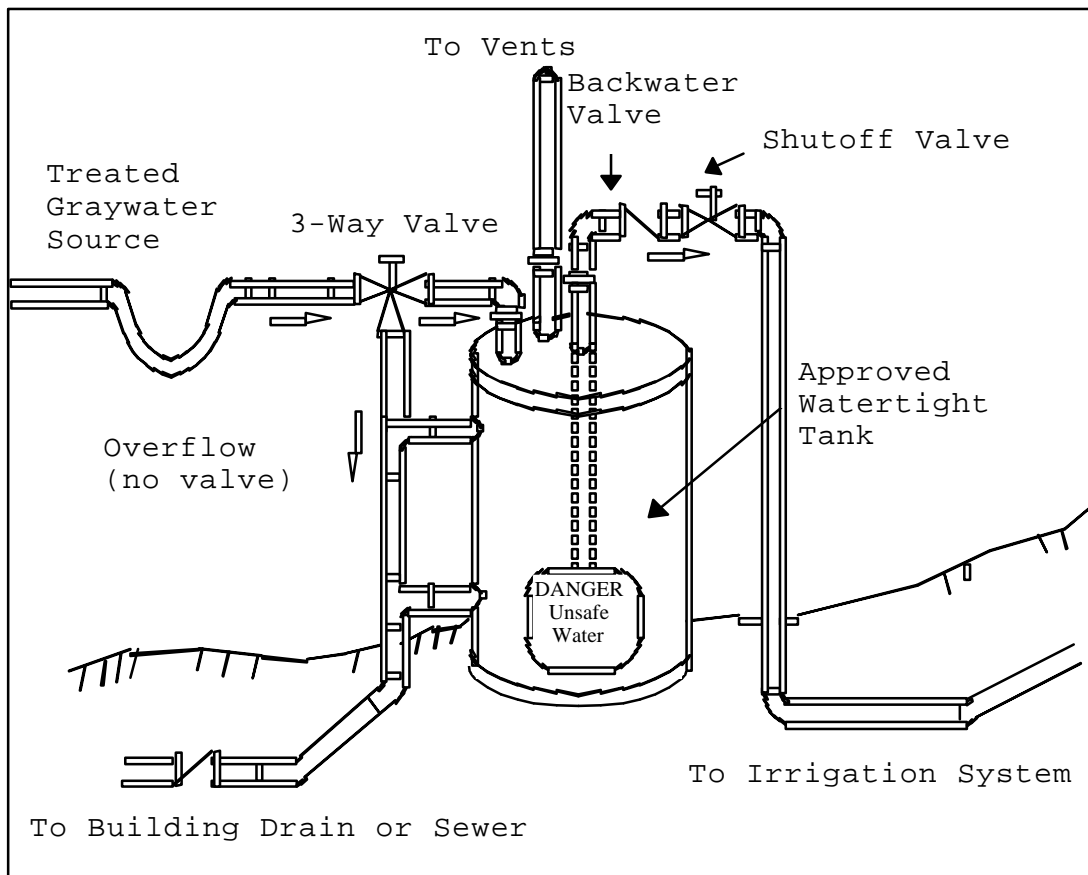 To Vents
Backwater
Valve
Shutoff Valve
Treated
Graywater
Source
3-Way Valve
Approved
Watertight
Tank
Overflow
(no valve)
DANGER
Unsafe
Water
To Irrigation System
To Building Drain or Sewer